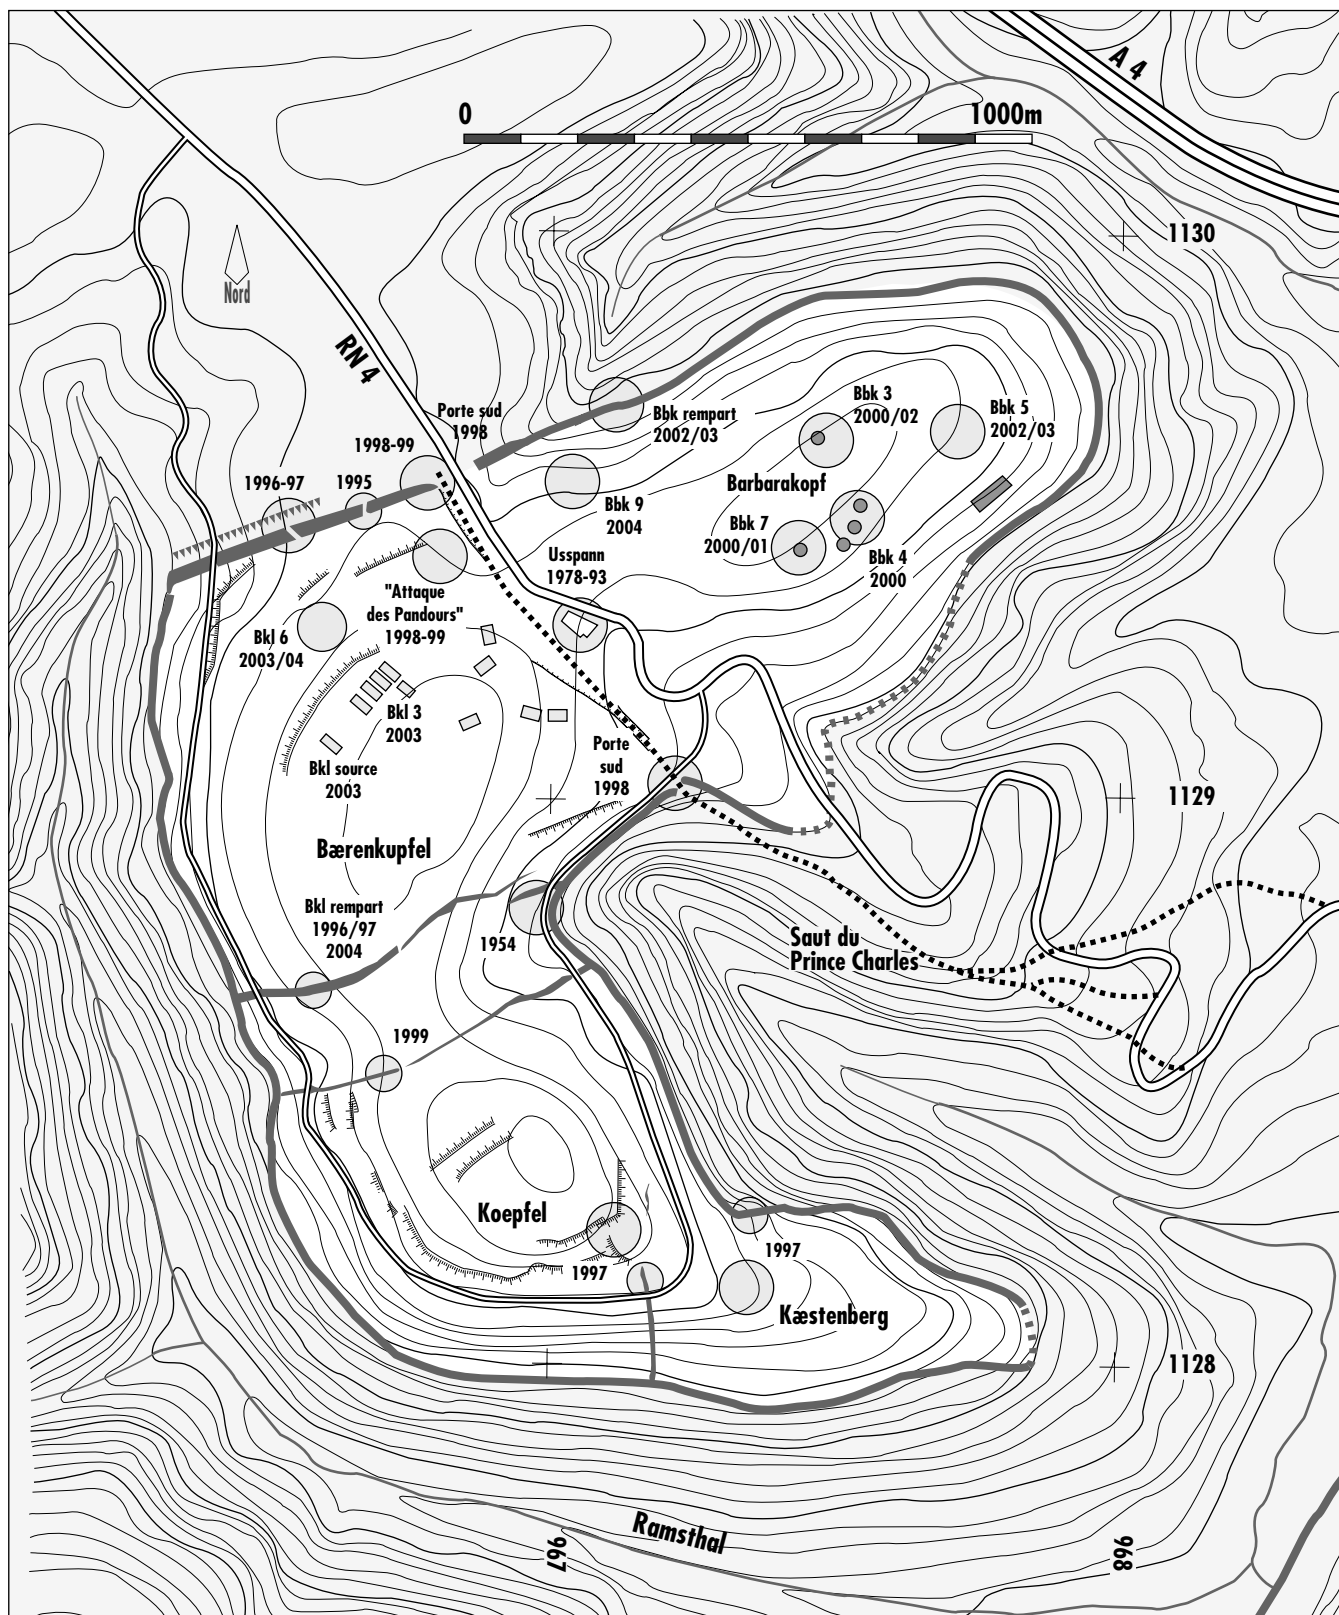 A 4
0
1000m
1130
Nord
RN 4
Porte sud
1998
1998-99
1996-97
1995
Bbk rempart
2002/03
Bbk 3
2000/02
Bbk 5
2002/03
Barbarakopf
Bbk 9
2004
Bbk 7
2000/01
Bbk 4
2000
Usspann
1978-93
"Attaque
des Pandours"
1998-99
Bkl 6
2003/04
Bkl 3
2003
Bkl source
2003
Porte
sud
1998
1129
Bærenkupfel
Bkl rempart
1996/97
2004
1954
Saut du
Prince Charles
1999
Koepfel
1997
1997
Kæstenberg
1128
Ramsthal
967
968